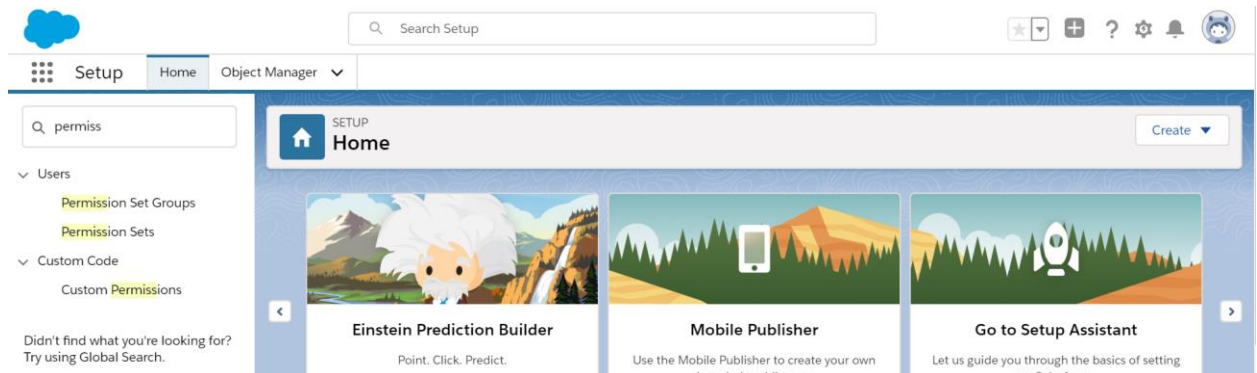 Search Setup
Setup
Home
Object Manager
permiss
Users
Permission Set Groups
Permission Sets
Custom Code
Custom Permissions
Didn't find what you're looking for?
Try using Global Search.
SETUP
Home
Create
Einstein Prediction Builder
Point. Click. Predict.
Mobile Publisher
Use the Mobile Publisher to create your own
Go to Setup Assistant
Let us guide you through the basics of setting